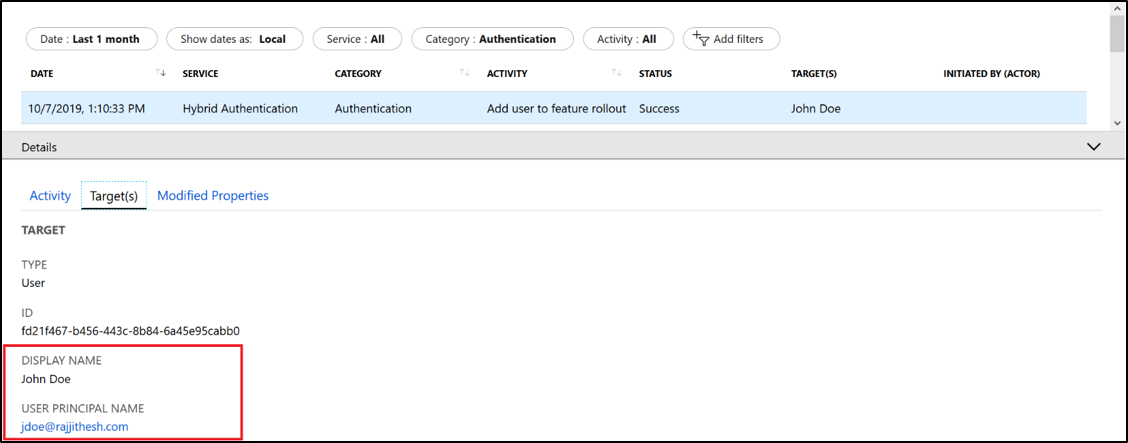 Date : Last 1 month Show dates as: Local Service : All Category : Authentication Activity : All Add filters
DATE SERVICE CATEGORY ACTIVITY STATUS TARGET(S) INITIATED BY (ACTOR)
10/7/2019, 1:10:33 PM Hybrid Authentication Authentication Add user to feature rollout Success John Doe
Details
Activity Target(s) Modified Properties
TARGET
TYPE
User
ID
fd21f467-b456-443c-8b84-6a45e95cabb0
DISPLAY NAME
John Doe
USER PRINCIPAL NAME
jdoe@rajjithesh.com